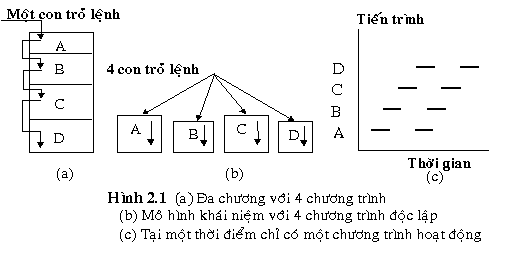 Một con trỏ lệnh
A
B
C
D
(a)
4 con trỏ lệnh
A
B
C
D
(b)
Tiến trình
D
C
B
A
Thời gian
(c)
Hình 2.1 (a) Đa chương với 4 chương trình
(b) Mô hình khái niệm với 4 chương trình độc lập
(c) Tại một thời điểm chỉ có một chương trình hoạt động